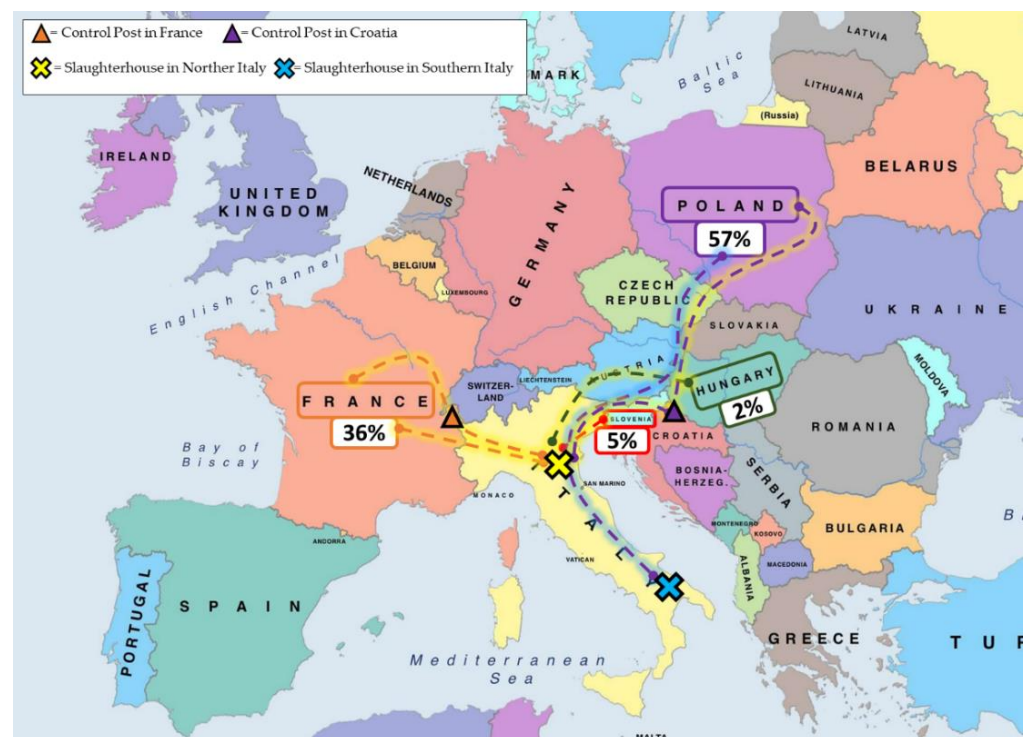 = Control Post in France
= Control Post in Croatia
= Slaughterhouse in Norther Italy
= Slaughterhouse in Southern Italy
MARK
Baltic
Sea
LATVIA
LITHUANIA
(Russia)
BELARUS
IRELAND
UNITED
KINGDOM
NETHERLANDS
BELGIUM
LUXEMBOURG
GERMANY
POLAND
57%
CZECH
REPUBLIC
SLOVAKIA
UKRAINE
English Channel
MOLDOVA
FRANCE
36%
SWITZER-
LAND
LIECHTENSTEIN
AUSTRIA
HUNGARY
2%
SLOVENIA
5%
CROATIA
ROMANIA
Bay of
Biscay
MONACO
SAN MARINO
BOSNIA-
HERZEG.
SERBIA
ITALY
ANDORRA
VATICAN
MONTENEGRO
KOSOVO
BULGARIA
B
MACEDONIA
ALBANIA
PORTUGAL
SPAIN
GREECE
TUR
Mediterranean
Sea
MALTA